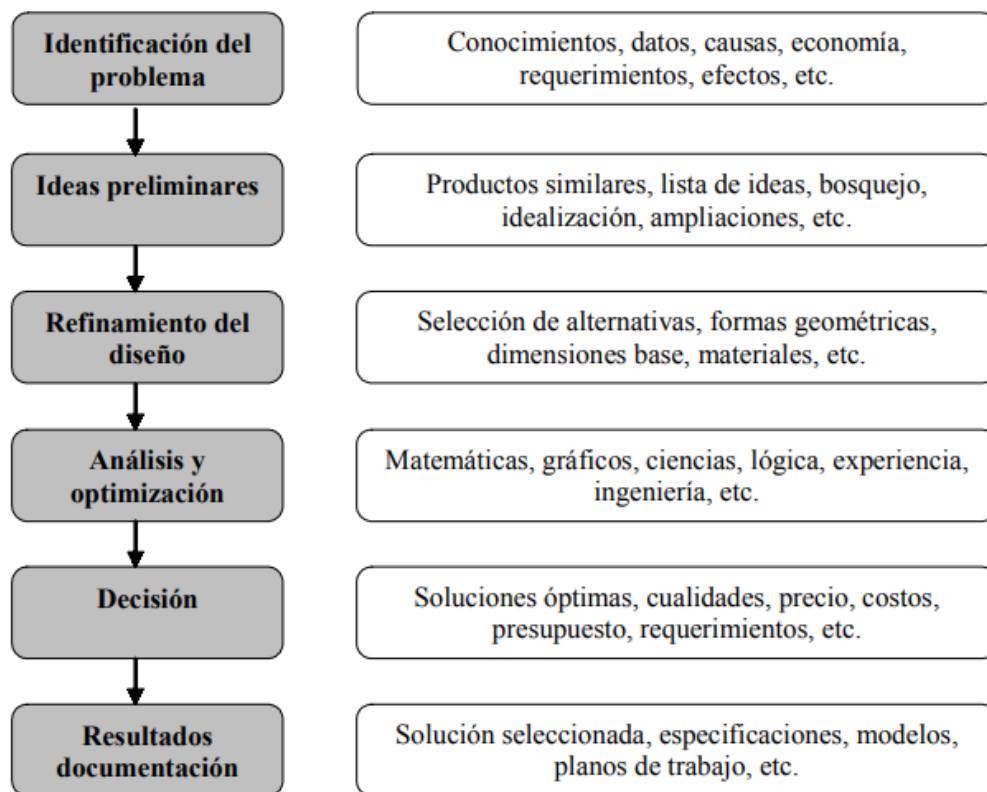 Identificación del
problema
Conocimientos, datos, causas, economía,
requerimientos, efectos, etc.
Ideas preliminares
Productos similares, lista de ideas, bosquejo,
idealización, ampliaciones, etc.
Refinamiento del
diseño
Selección de alternativas, formas geométricas,
dimensiones base, materiales, etc.
Análisis y
optimización
Matemáticas, gráficos, ciencias, lógica, experiencia,
ingeniería, etc.
Decisión
Soluciones óptimas, cualidades, precio, costos,
presupuesto, requerimientos, etc.
Resultados
documentación
Solución seleccionada, especificaciones, modelos,
planos de trabajo, etc.